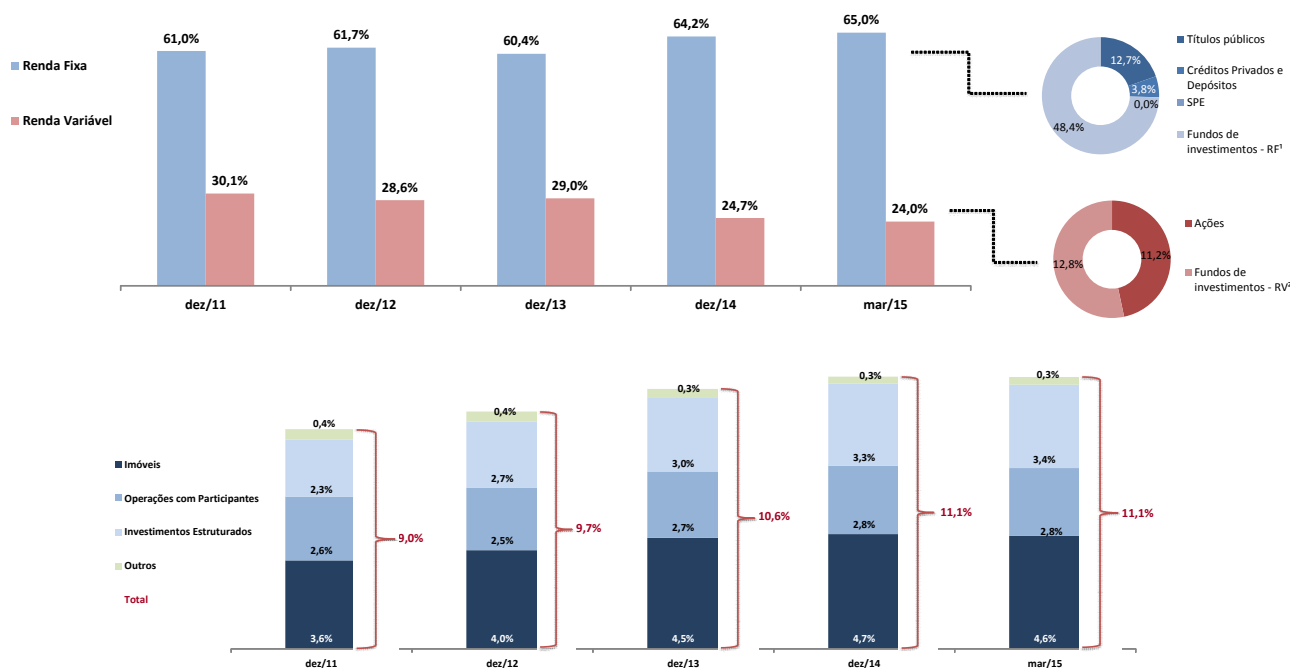 61,0%
61,7%
60,4%
64,2%
65,0%
Renda Fixa
Renda Variável
30,1%
28,6%
29,0%
24,7%
24,0%
dez/11
dez/12
dez/13
dez/14
mar/15
12,7%
3,8%
0,0%
48,4%
Títulos públicos
Créditos Privados e
Depósitos
SPE
Fundos de
investimentos - RF¹
11,2%
12,8%
Ações
Fundos de
investimentos - RV²
Imóveis
Operações com Participantes
Investimentos Estruturados
Outros
Total
0,4%
2,3%
2,6%
3,6%
9,0%
0,4%
2,7%
2,5%
4,0%
9,7%
0,3%
3,0%
2,7%
4,5%
10,6%
0,3%
3,3%
2,8%
4,7%
11,1%
0,3%
3,4%
2,8%
4,6%
11,1%
dez/11
dez/12
dez/13
dez/14
mar/15